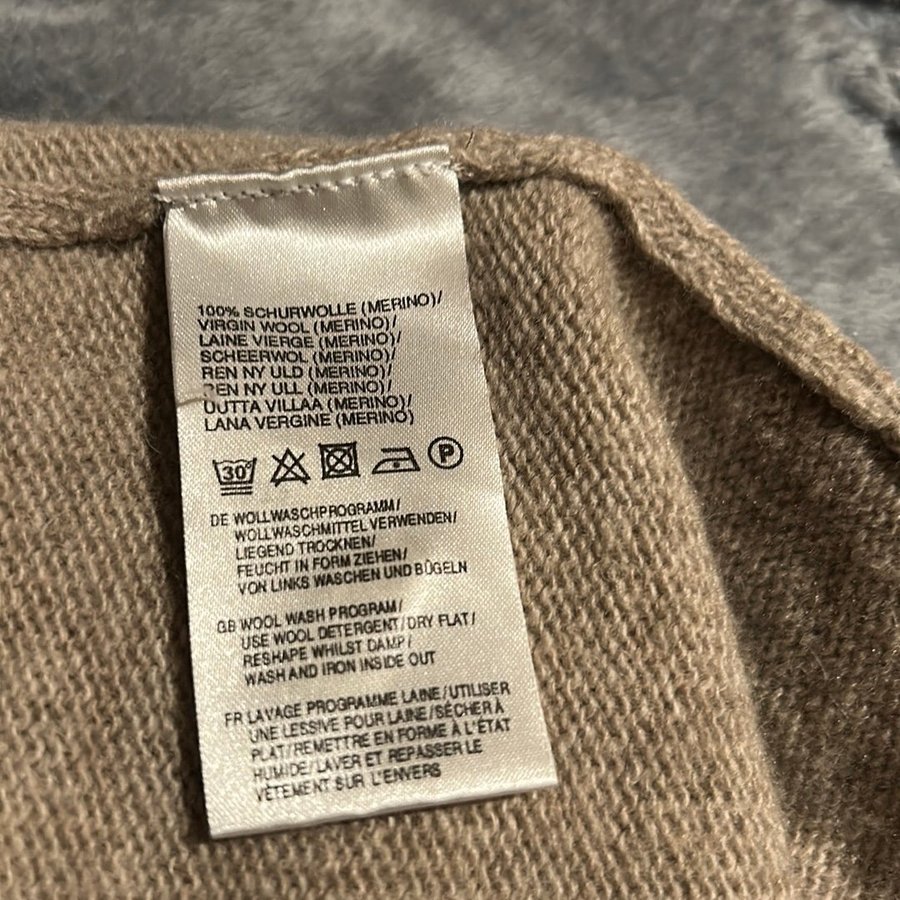 100% SCHURWOLLE (MERINO)/
VIRGIN WOOL (MERINO)/
LAINE VIERGE (MERINO)/
SCHEERWOL (MERINO)/
REN NY ULD (MERINO)/
REN NY ULL (MERINO)/
UUTTA VILLAA (MERINO)/
LANA VERGINE (MERINO)
30° P
DE WOLLWASCHPROGRAMM/
WOLLWASCHMITTEL VERWENDEN/
LIEGEND TROCKNEN/
FEUCHT IN FORM ZIEHEN/
VON LINKS WASCHEN UND BÜGELN
GB WOOL WASH PROGRAM/
USE WOOL DETERGENT/DRY FLAT/
RESHAPE WHILST DAMP/
WASH AND IRON INSIDE OUT
FR LAVAGE PROGRAMME LAINE/UTILISER
UNE LESSIVE POUR LAINE/SÉCHER À
PLAT/REMETTRE EN FORME À L'ÉTAT
HUMIDE/LAVER ET REPASSER LE
VÊTEMENT SUR L'ENVERS